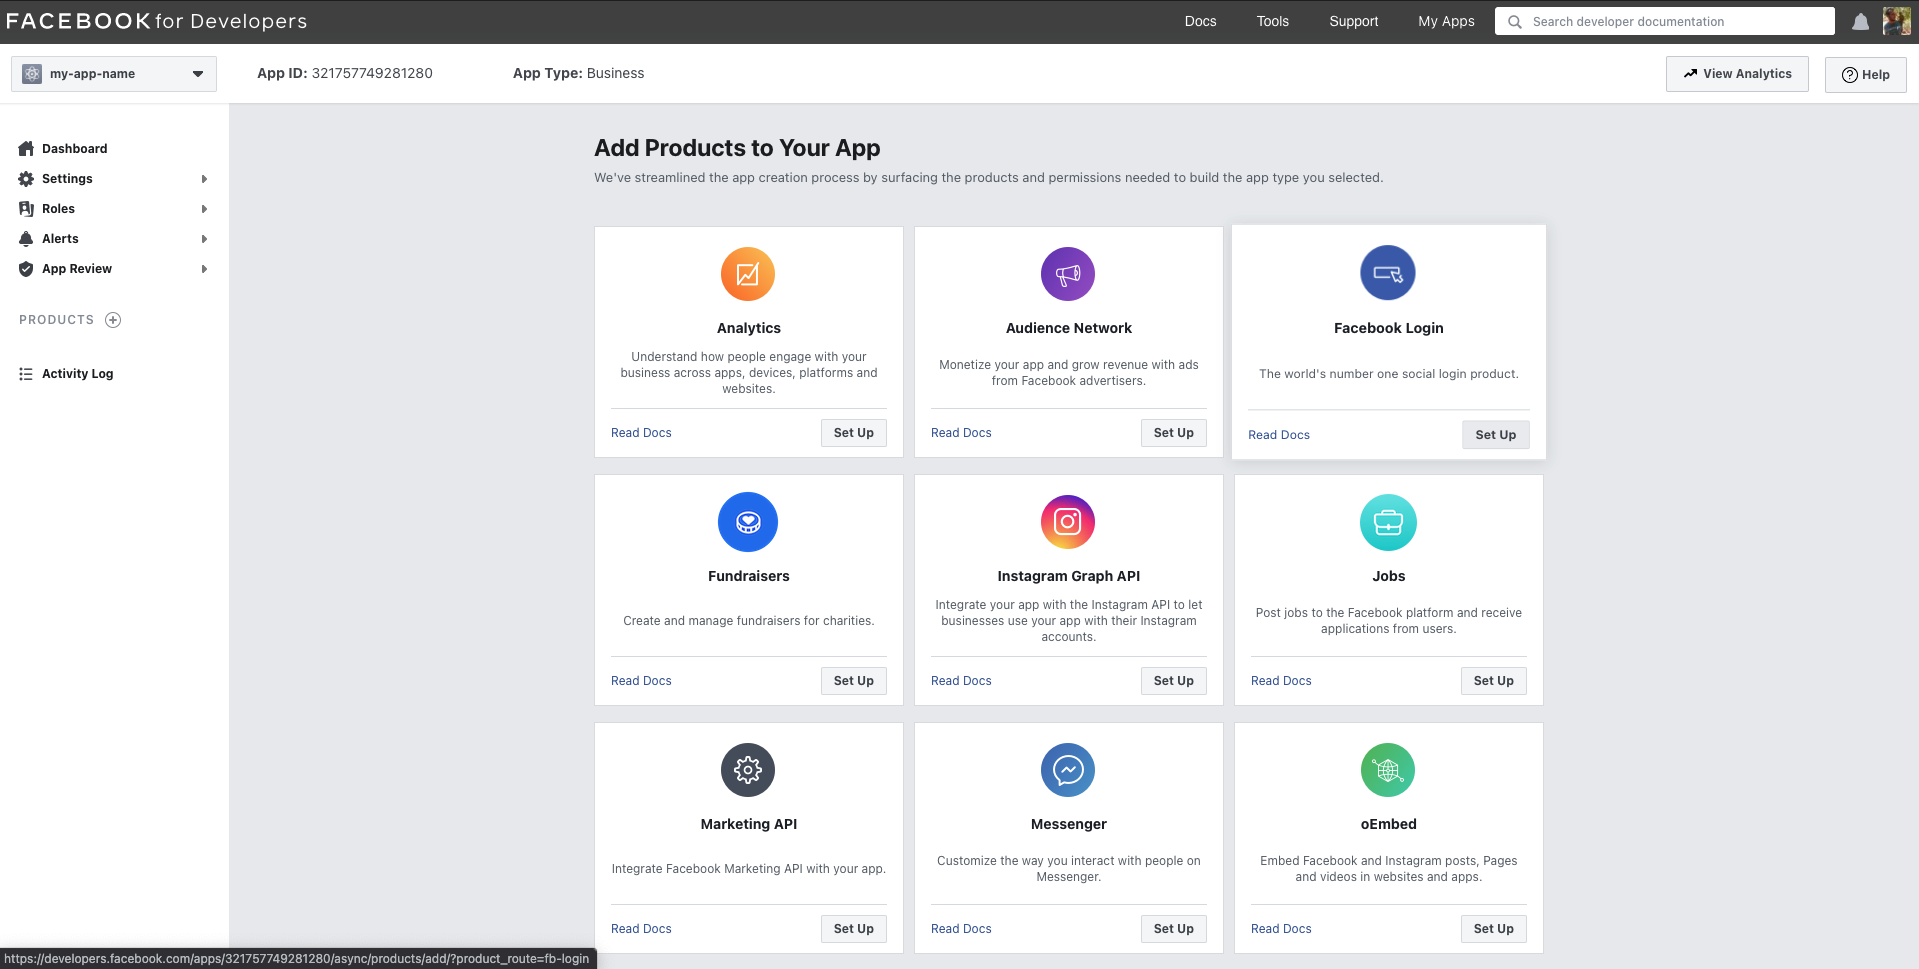 FACEBOOK for Developers
Docs
Tools
Support
My Apps
Search developer documentation
my-app-name
App ID: 321757749281280
App Type: Business
View Analytics
Help
Dashboard
Settings
Roles
Alerts
App Review
PRODUCTS
Activity Log
Add Products to Your App
We've streamlined the app creation process by surfacing the products and permissions needed to build the app type you selected.
Analytics
Understand how people engage with your
business across apps, devices, platforms and
websites.
Read Docs
Set Up
Audience Network
Monetize your app and grow revenue with ads
from Facebook advertisers.
Read Docs
Set Up
Facebook Login
The world's number one social login product.
Read Docs
Set Up
Fundraisers
Create and manage fundraisers for charities.
Read Docs
Set Up
Instagram Graph API
Integrate your app with the Instagram API to let
businesses use your app with their Instagram
accounts.
Read Docs
Set Up
Jobs
Post jobs to the Facebook platform and receive
applications from users.
Read Docs
Set Up
Marketing API
Integrate Facebook Marketing API with your app.
Read Docs
Set Up
Messenger
Customize the way you interact with people on
Messenger.
Read Docs
Set Up
oEmbed
Embed Facebook and Instagram posts, Pages
and videos in websites and apps.
Read Docs
Set Up
https://developers.facebook.com/apps/321757749281280/async/products/add/?product_route=fb-login